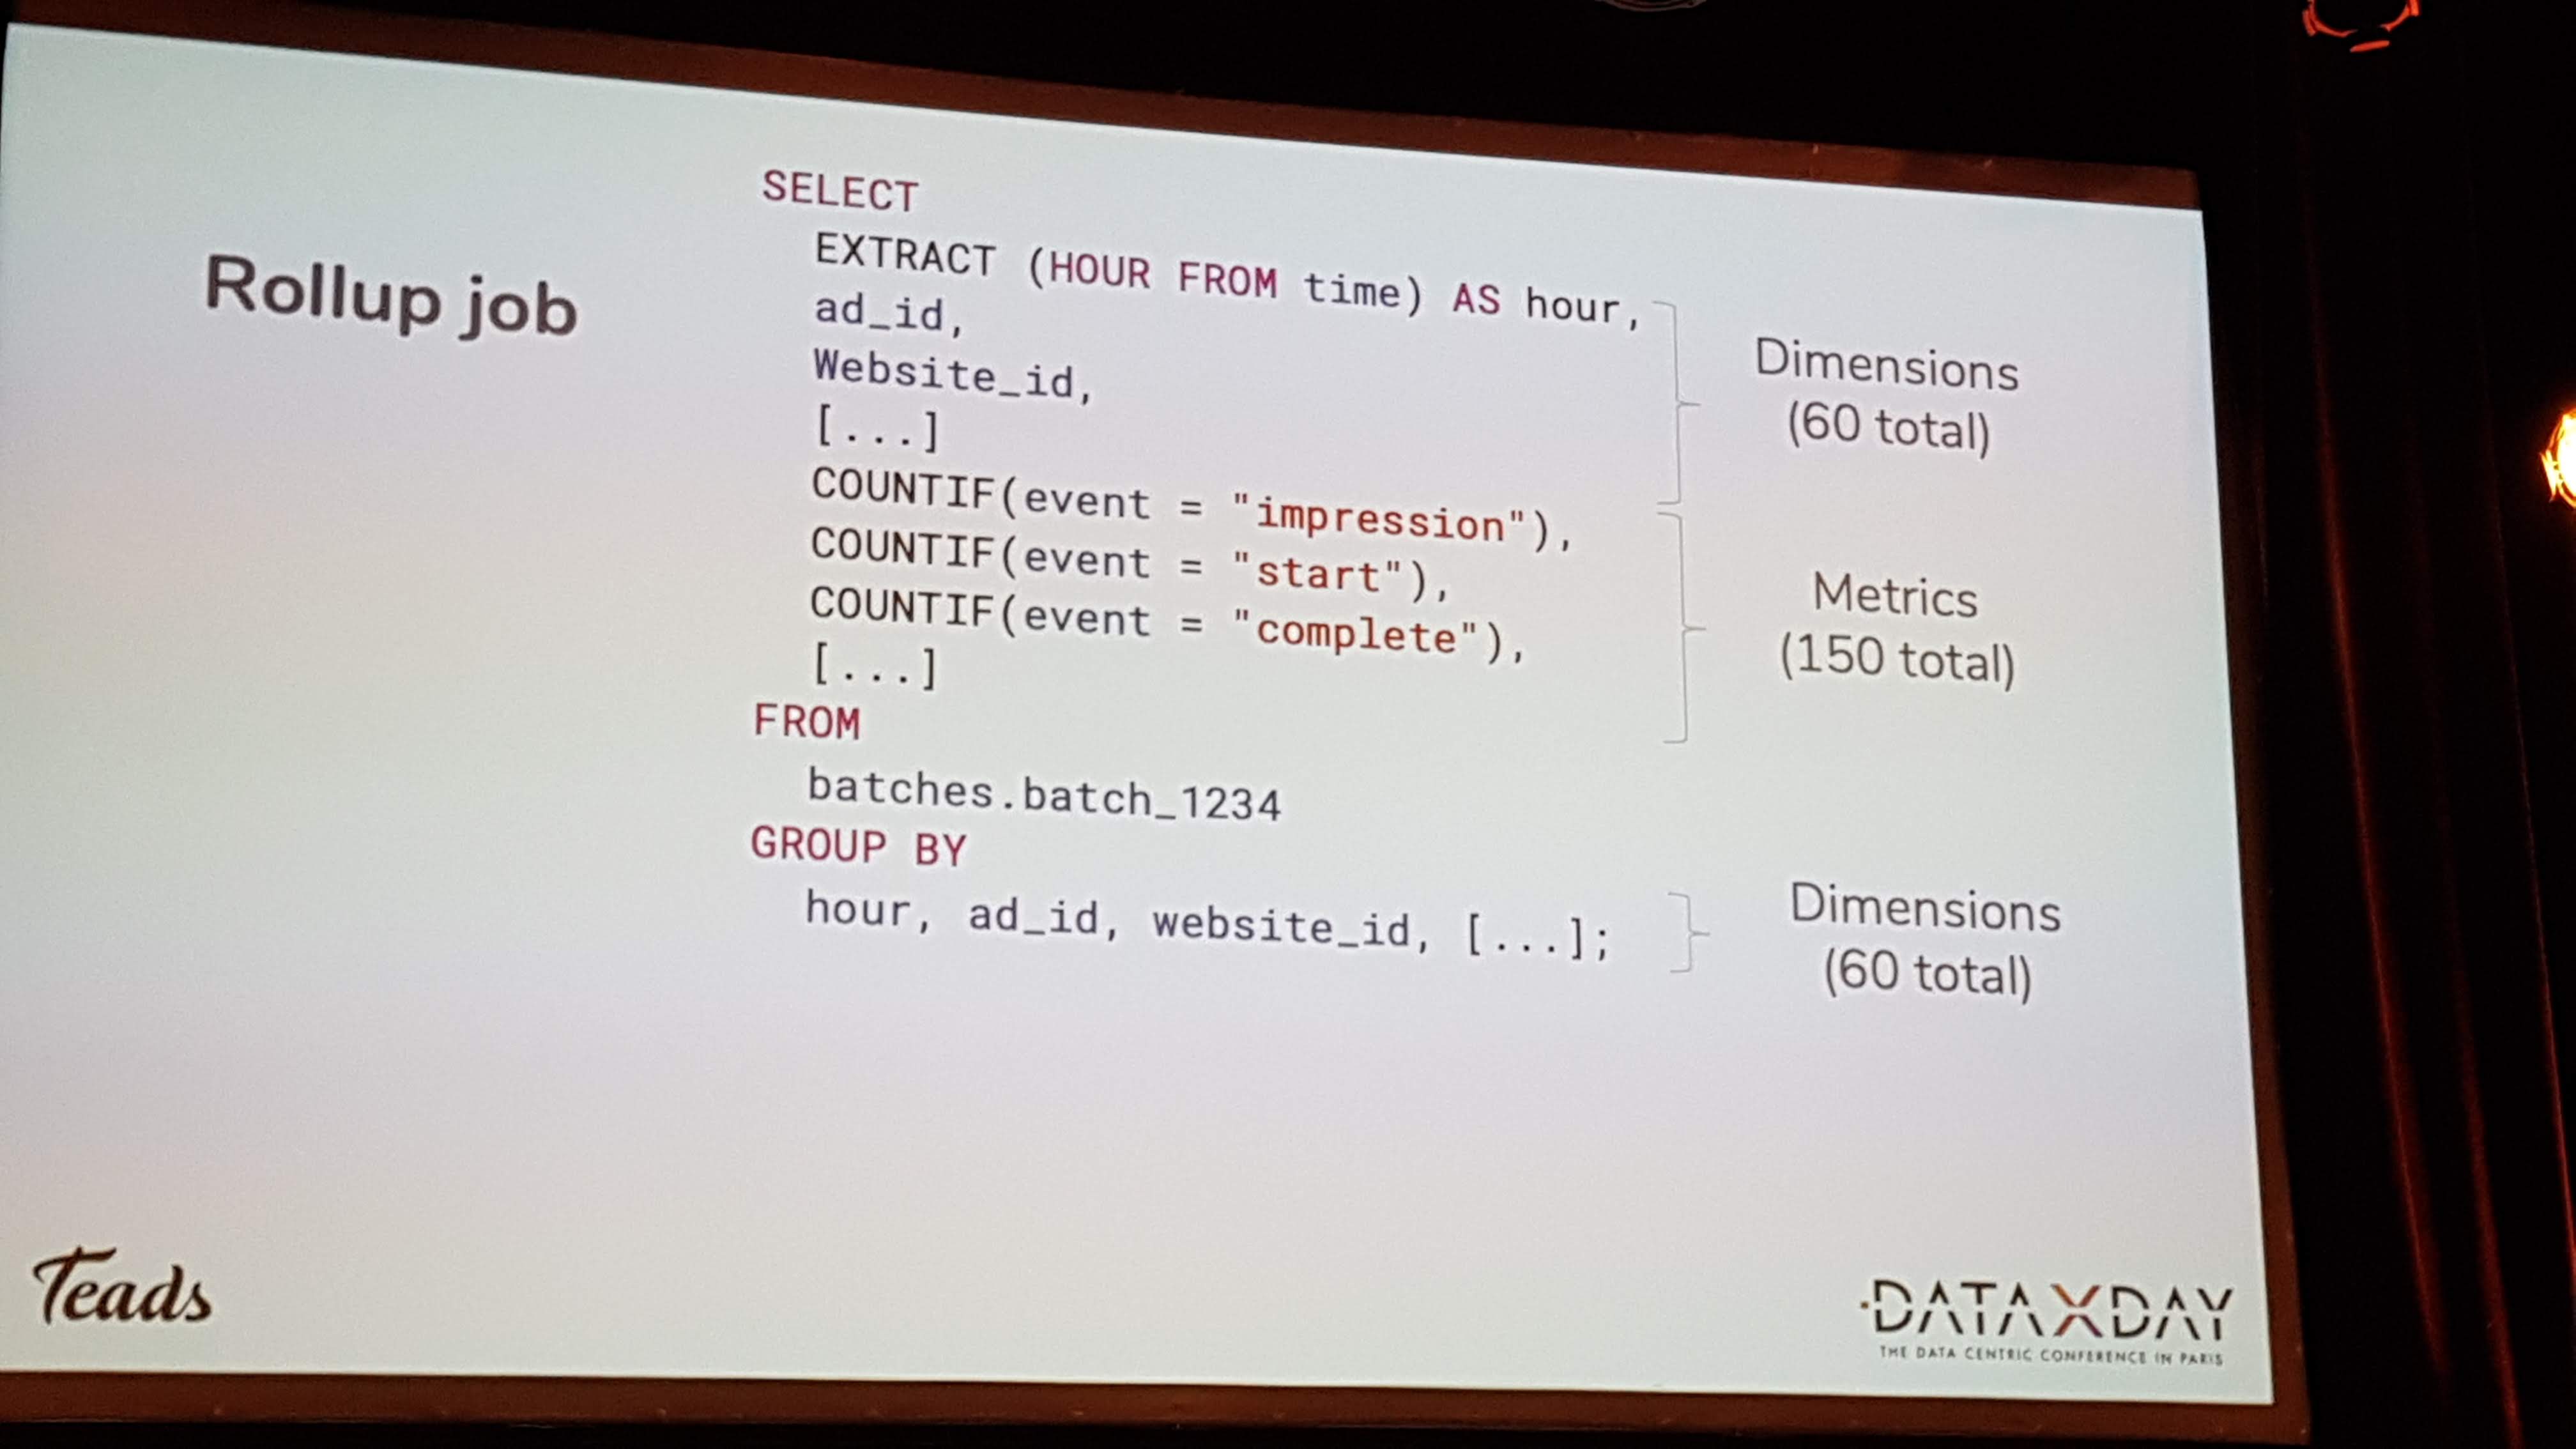 Rollup job
SELECT
EXTRACT (HOUR FROM time) AS hour,
ad_id,
Website_id,
[...]
COUNTIF(event = "impression"),
COUNTIF(event = "start"),
COUNTIF(event = "complete"),
[...]
FROM
batches.batch_1234
GROUP BY
hour, ad_id, website_id, [...];
Dimensions
(60 total)
Metrics
(150 total)
Dimensions
(60 total)
Teads
DATAXDAY
THE DATA CENTRIC CONFERENCE IN PARIS